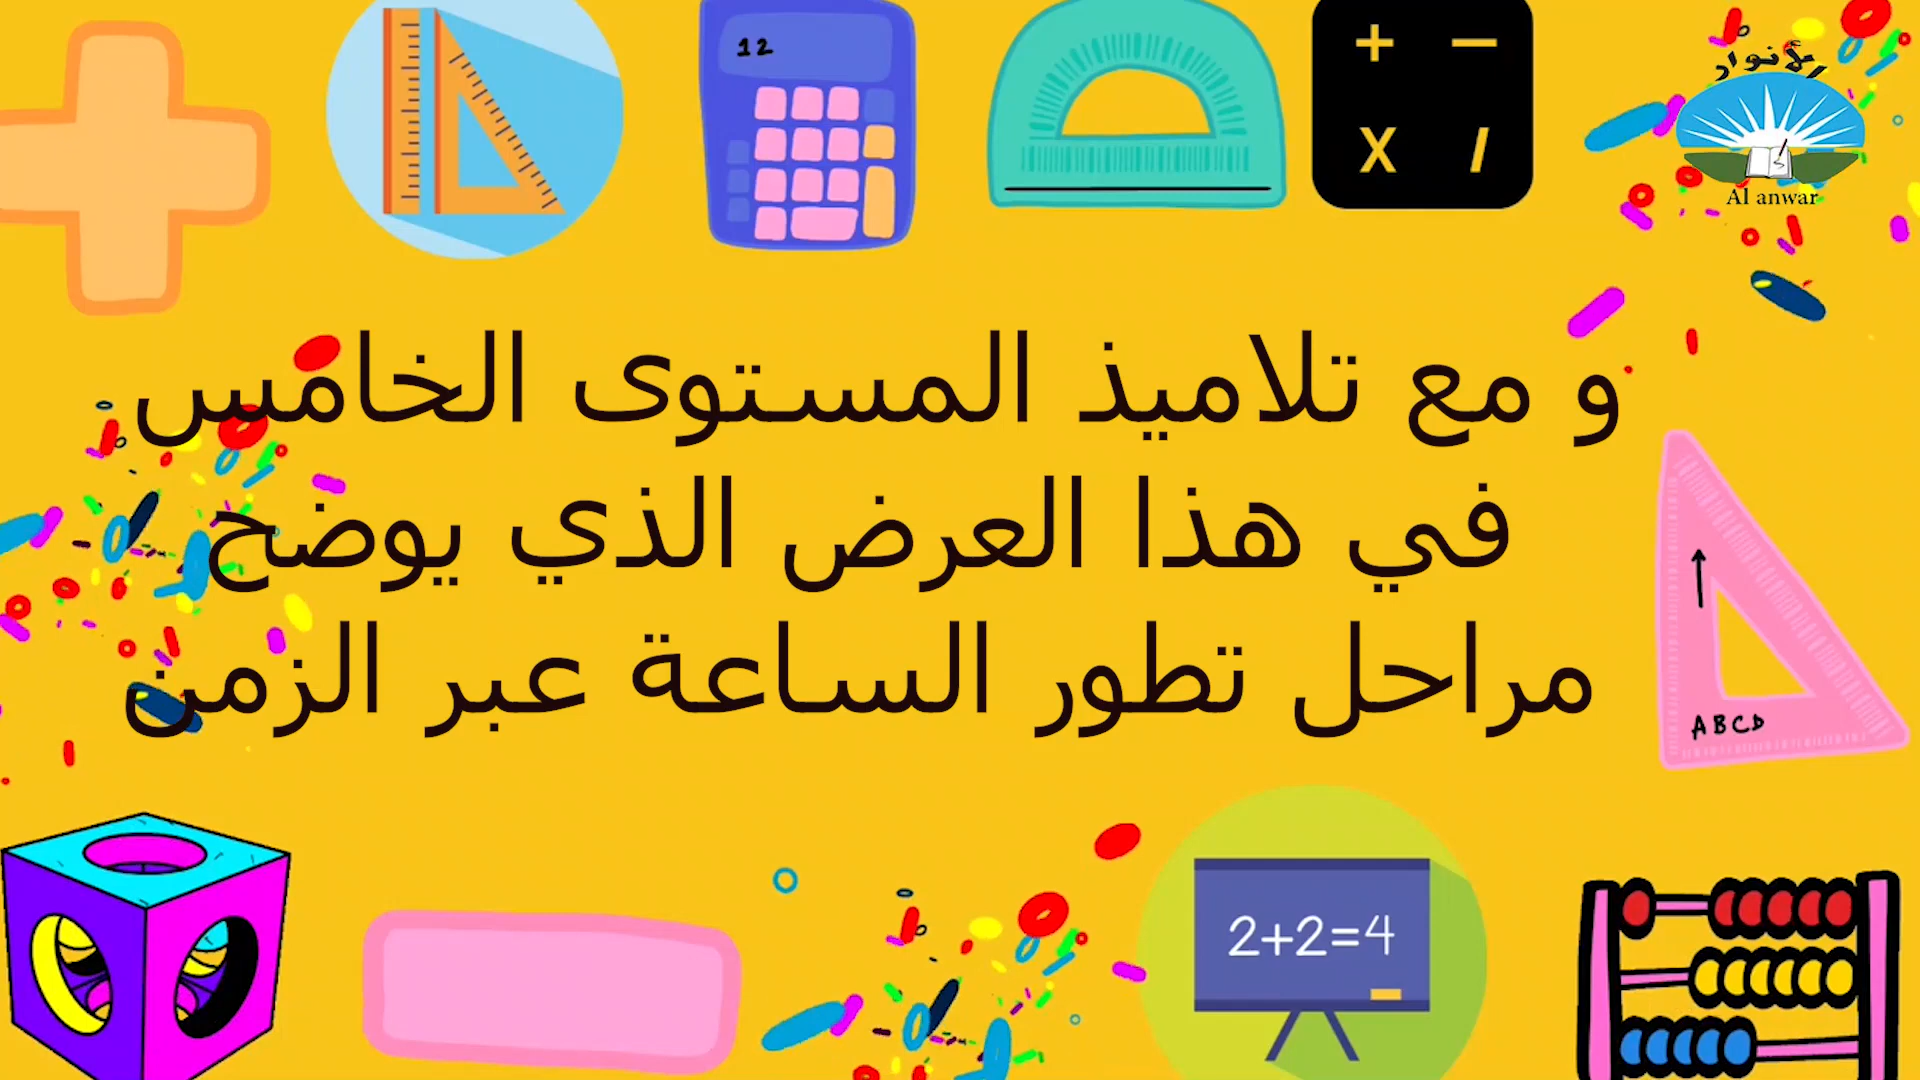 12
+ −
X /
الأنوار
Al anwar
و مع تلاميذ المستوى الخامس
في هذا العرض الذي يوضح
مراحل تطور الساعة عبر الزمن
ABCD
2+2=4